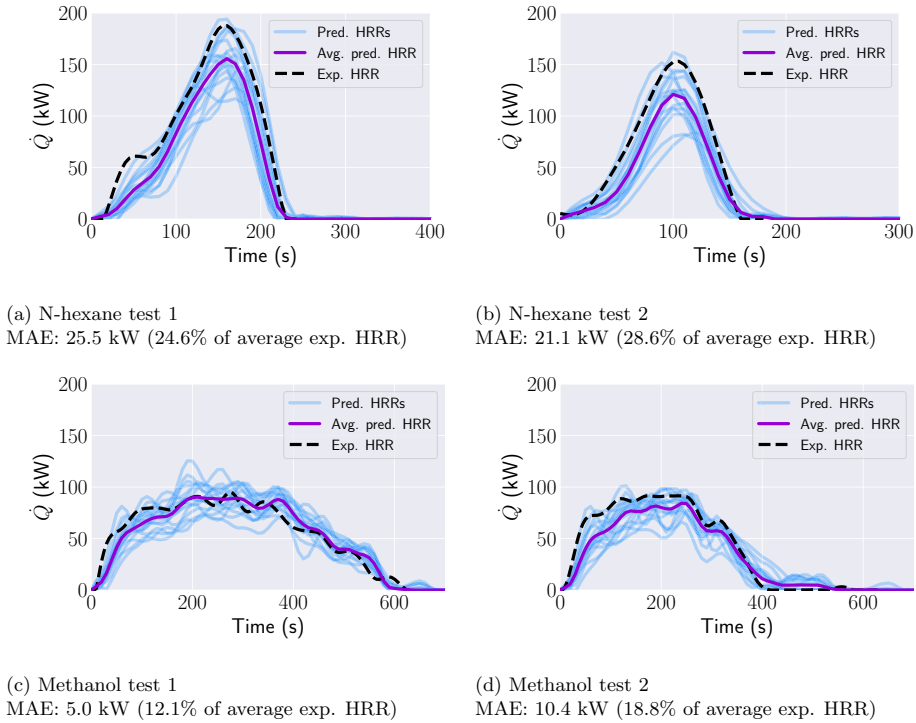 200
150
100
50
0
Q̇ (kW)
Pred. HRRs
Avg. pred. HRR
Exp. HRR
0 100 200 300 400
Time (s)
200
150
100
50
0
Q̇ (kW)
Pred. HRRs
Avg. pred. HRR
Exp. HRR
0 100 200 300
Time (s)
(a) N-hexane test 1
MAE: 25.5 kW (24.6% of average exp. HRR)
(b) N-hexane test 2
MAE: 21.1 kW (28.6% of average exp. HRR)
200
150
100
50
0
Q̇ (kW)
Pred. HRRs
Avg. pred. HRR
Exp. HRR
0 200 400 600
Time (s)
200
150
100
50
0
Q̇ (kW)
Pred. HRRs
Avg. pred. HRR
Exp. HRR
0 200 400 600
Time (s)
(c) Methanol test 1
MAE: 5.0 kW (12.1% of average exp. HRR)
(d) Methanol test 2
MAE: 10.4 kW (18.8% of average exp. HRR)